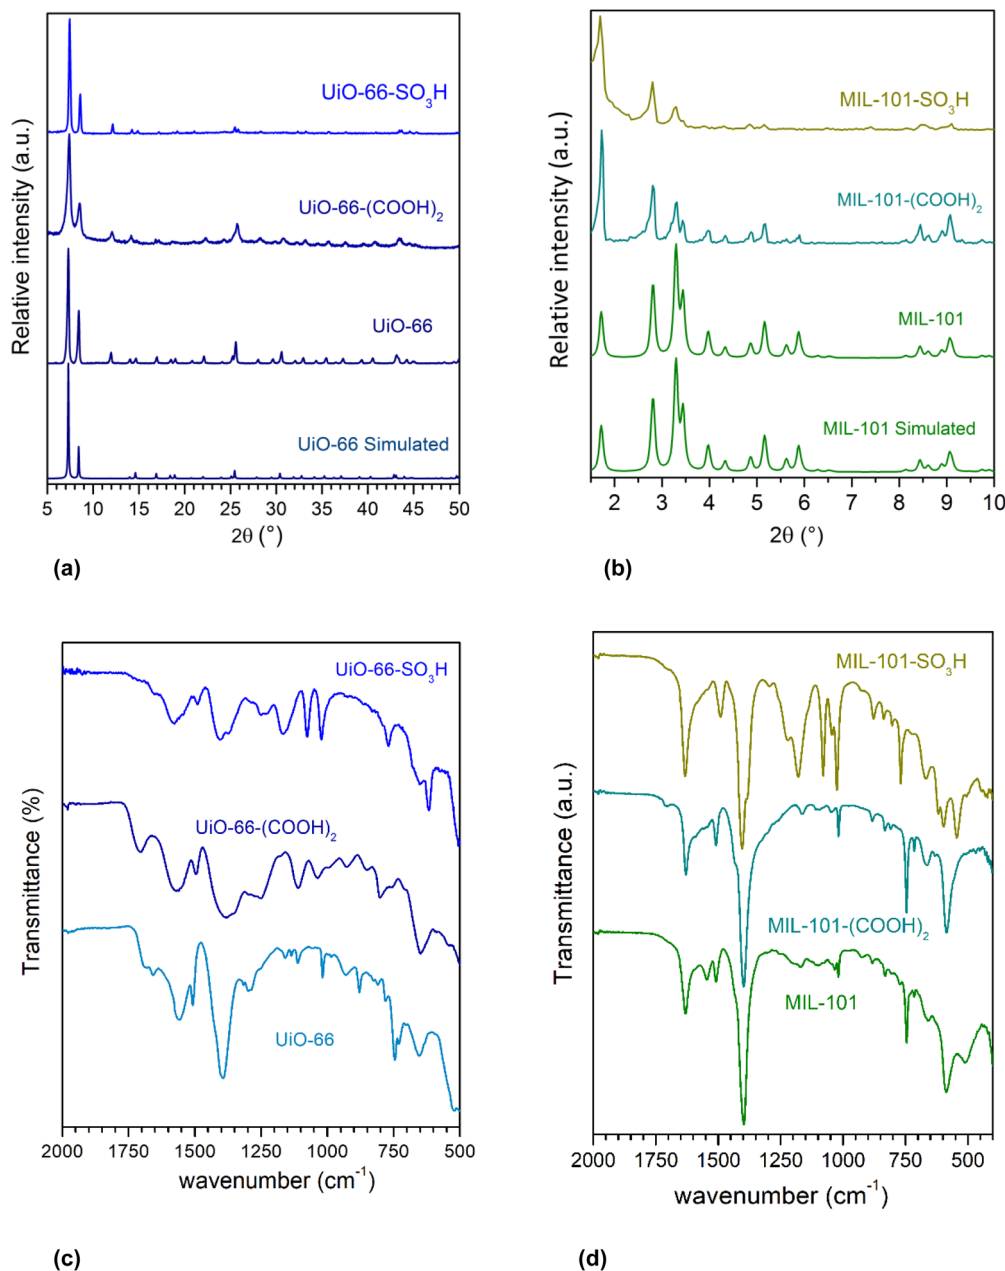 Relative intensity (a.u.)
UiO-66-SO₃H
UiO-66-(COOH)₂
UiO-66
UiO-66 Simulated
5 10 15 20 25 30 35 40 45 50
2θ (°)
(a)
Relative intensity (a.u.)
MIL-101-SO₃H
MIL-101-(COOH)₂
MIL-101
MIL-101 Simulated
2 3 4 5 6 7 8 9 10
2θ (°)
(b)
Transmittance (%)
UiO-66-SO₃H
UiO-66-(COOH)₂
UiO-66
2000 1750 1500 1250 1000 750 500
wavenumber (cm⁻¹)
(c)
Transmittance (a.u.)
MIL-101-SO₃H
MIL-101-(COOH)₂
MIL-101
2000 1750 1500 1250 1000 750 500
wavenumber (cm⁻¹)
(d)